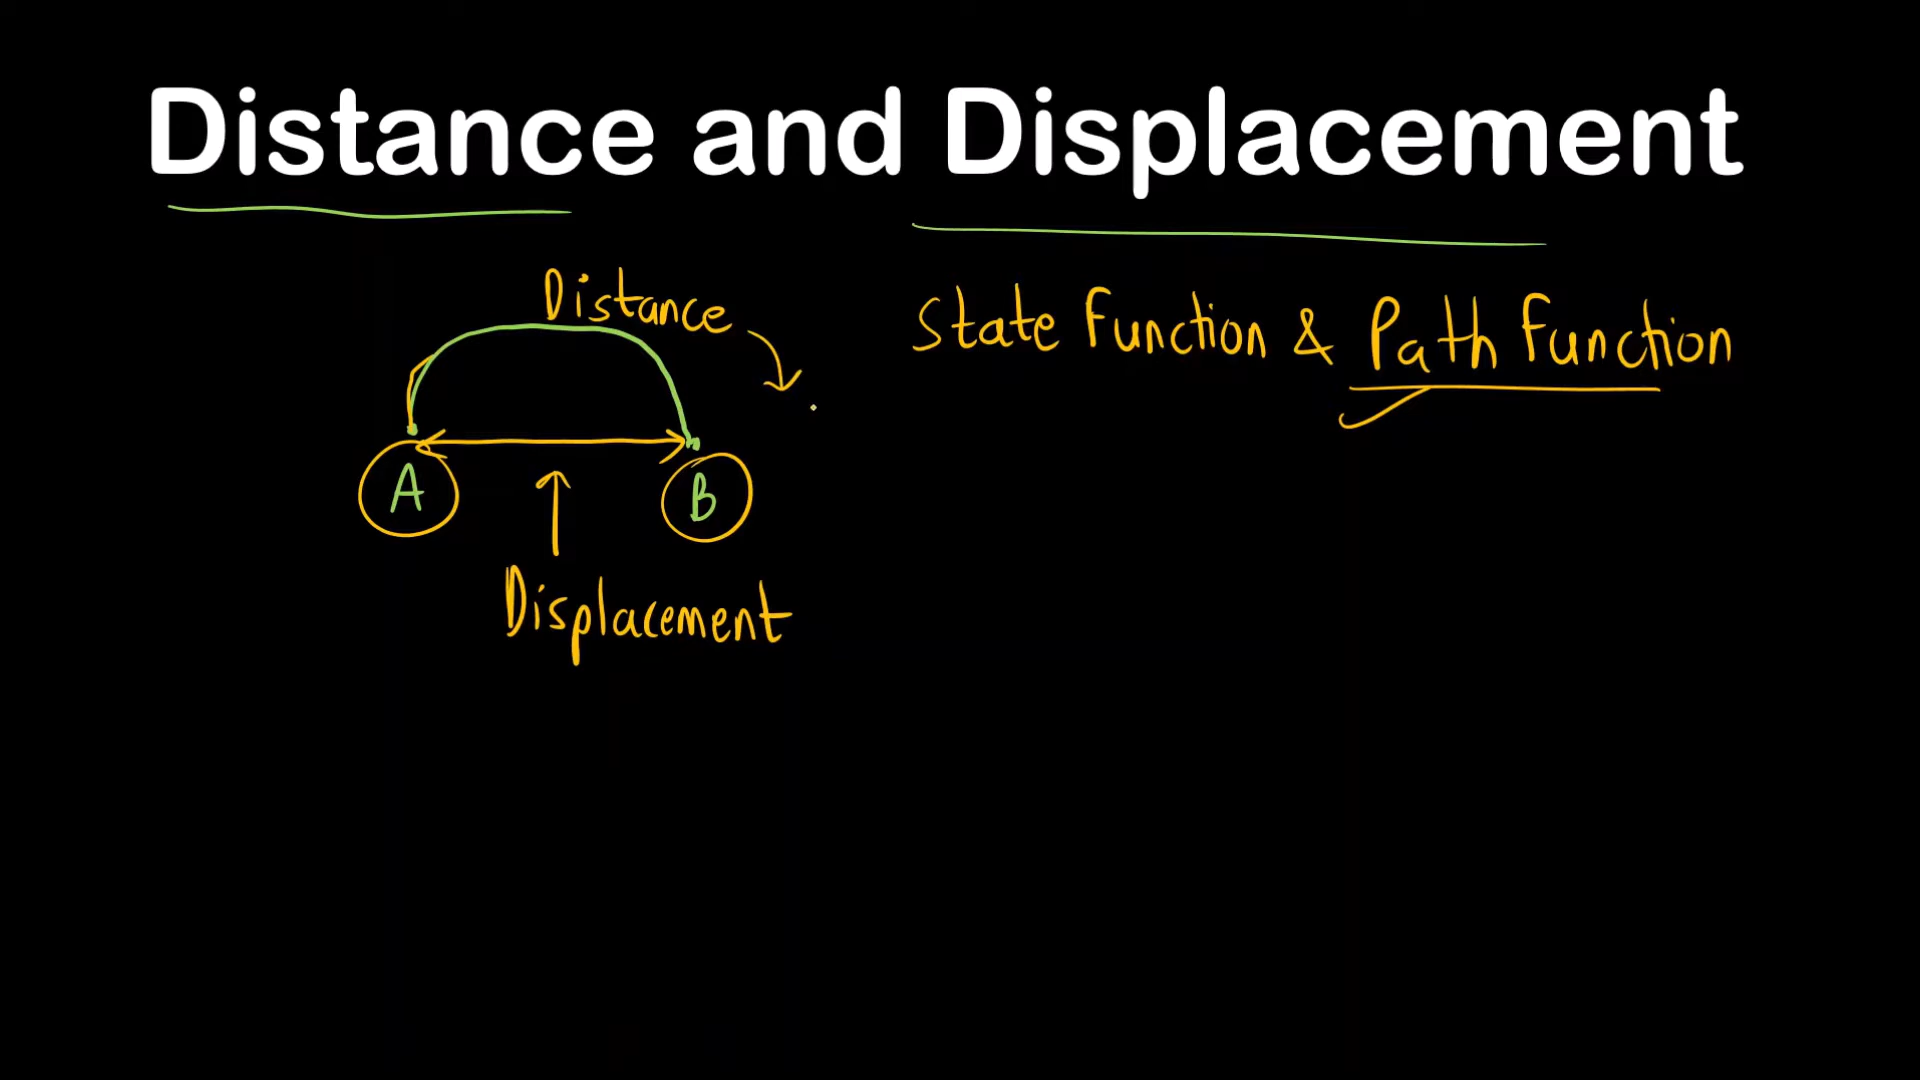 Distance and Displacement
Distance
State Function & Path Function
A
B
Displacement